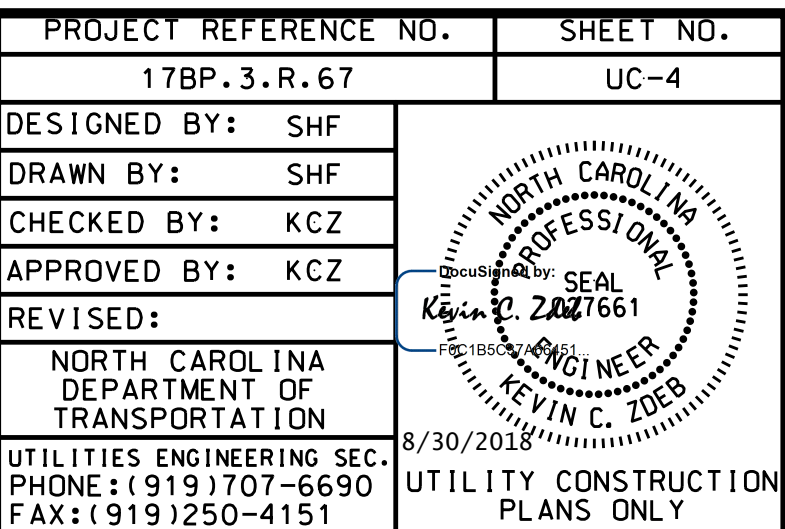 PROJECT REFERENCE NO.
SHEET NO.
17BP.3.R.67
UC-4
DESIGNED BY: SHF
DRAWN BY: SHF
CHECKED BY: KCZ
APPROVED BY: KCZ
REVISED:
NORTH CAROLINA
DEPARTMENT OF
TRANSPORTATION
UTILITIES ENGINEERING SEC.
PHONE:(919)707-6690
FAX:(919)250-4151
NORTH CAROLINA
PROFESSIONAL
SEAL
027661
ENGINEER
KEVIN C. ZDEB
DocuSigned by:
Kevin C. Zdeb
F0C1B5C37A66451...
8/30/2018
UTILITY CONSTRUCTION
PLANS ONLY